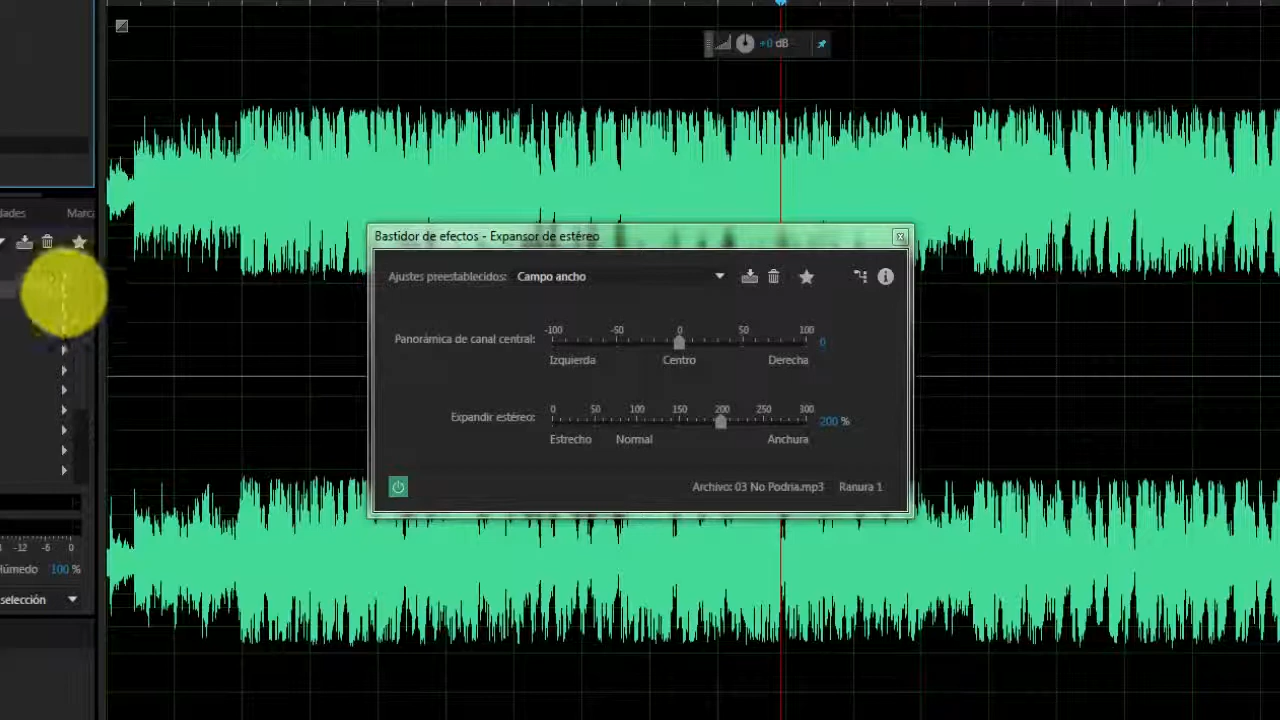 +0 dB
dades Marca
Bastidor de efectos - Expansor de estéreo
Ajustes preestablecidos: Campo ancho
Panorámica de canal central:
-100 -50 0 50 100
0
Izquierda Centro Derecha
Expandir estéreo:
0 50 100 150 200 250 300
200 %
Estrecho Normal Anchura
Archivo: 03 No Podria.mp3 Ranura 1
-12 -6 0
Húmedo 100 %
selección